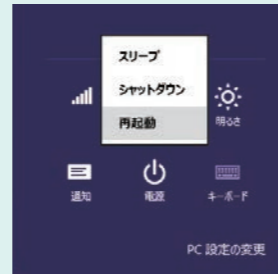 スリープ
シャットダウン
再起動
明るさ
通知
電源
キーボード
PC 設定の変更